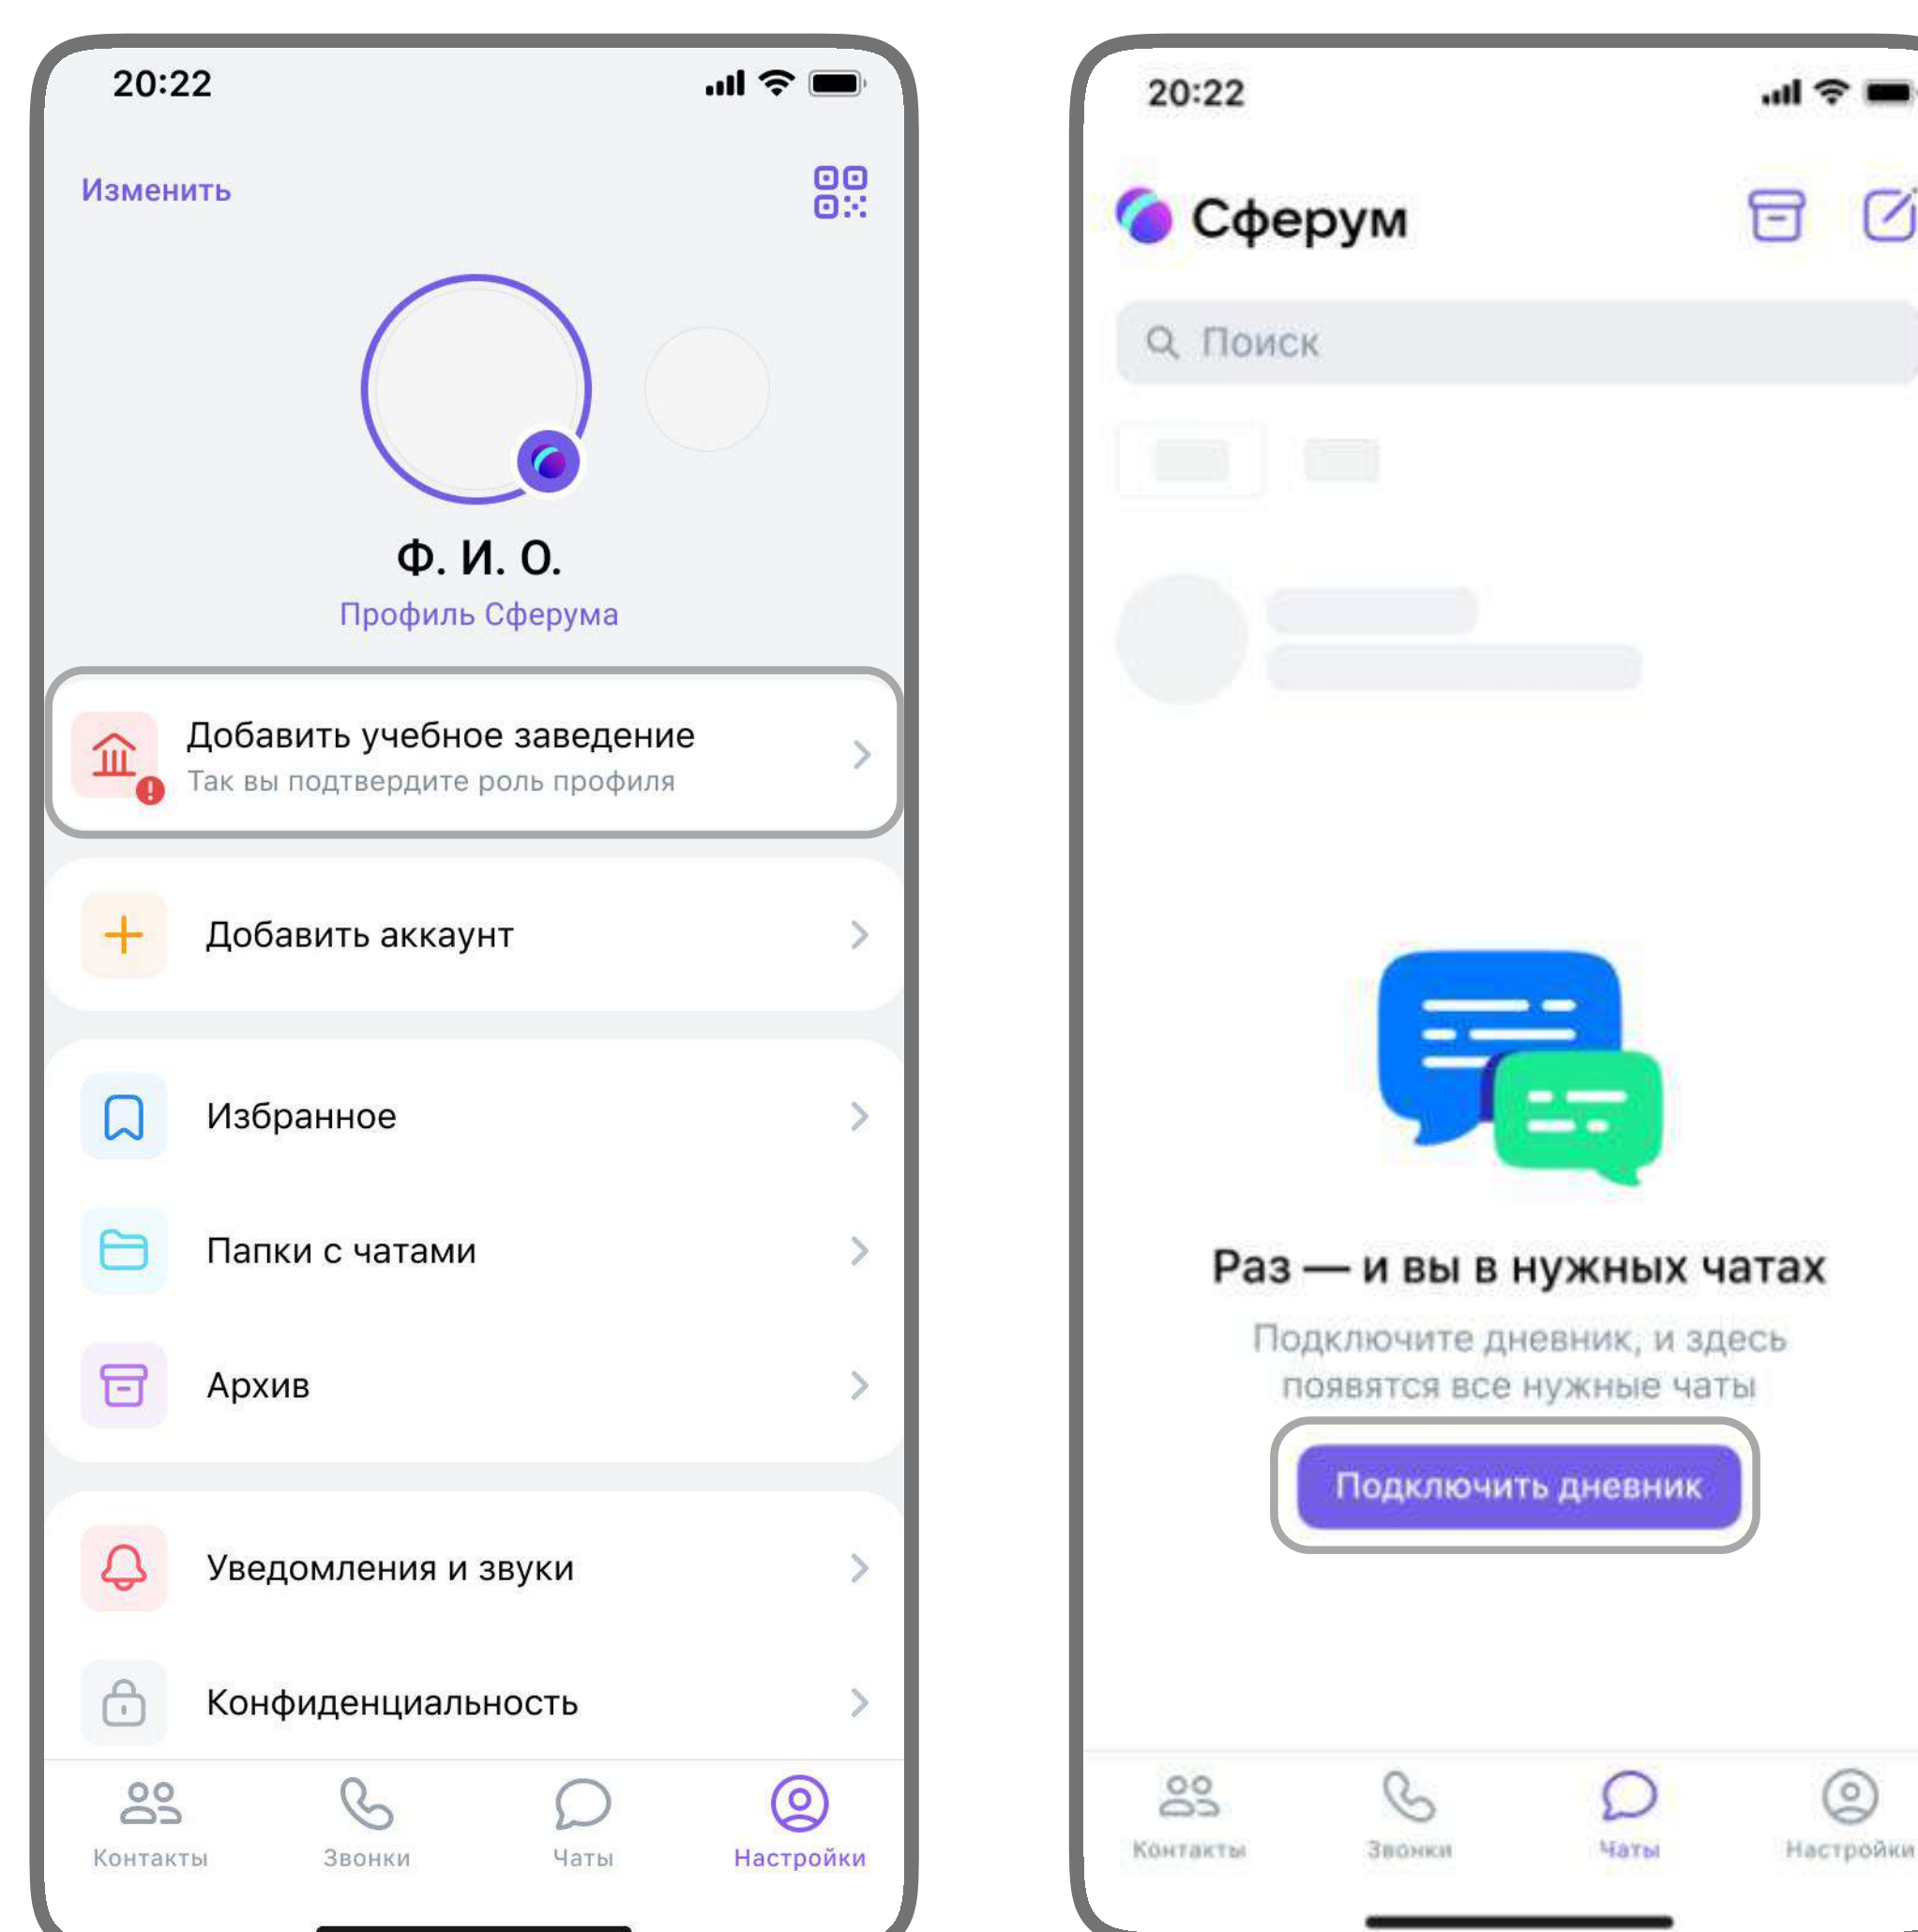 20:22
Изменить
Ф. И. О.
Профиль Сферума
Добавить учебное заведение
Так вы подтвердите роль профиля
Добавить аккаунт
Избранное
Папки с чатами
Архив
Уведомления и звуки
Конфиденциальность
Контакты
Звонки
Чаты
Настройки
20:22
Сферум
Поиск
Раз — и вы в нужных чатах
Подключите дневник, и здесь
появятся все нужные чаты
Подключить дневник
Контакты
Звонки
Чаты
Настройки